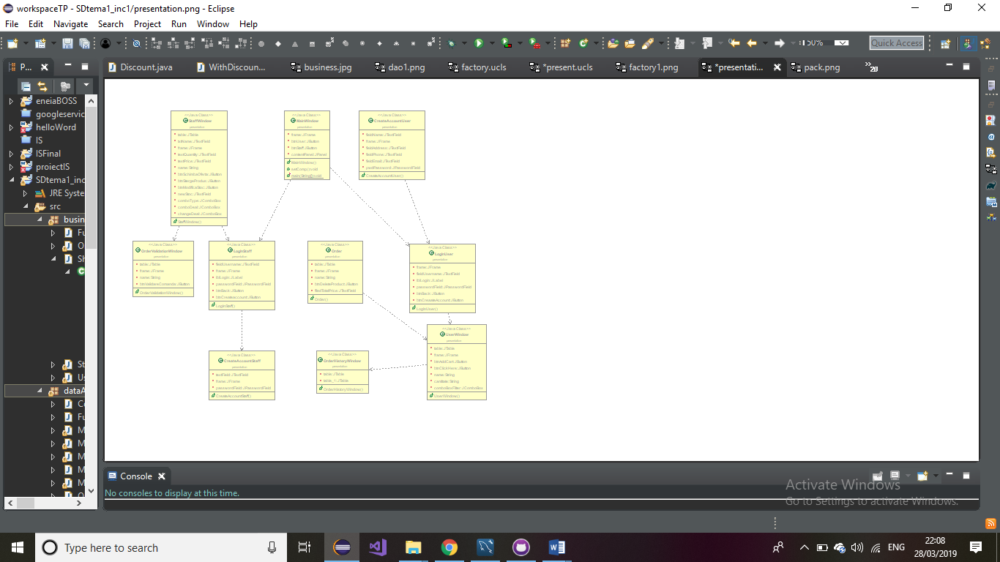 workspaceTP - SDtema1_inc1/presentation.png - Eclipse
File Edit Navigate Search Project Run Window Help
50% Quick Access
P... Discount.java WithDiscoun... business.jpg dao1.png factory.ucls *present.ucls factory1.png *presentati... pack.png 20
eneiaBOSS
googleservic
helloWord
IS
ISFinal
proiectIS
SDtema1_inc
JRE Syste
src
busin
Fu
O
Sh
St
Us
dataA
Co
Fu
M
M
M
M
M
O
<<Java Class>>
StaffWindow
presentation
table: JTable
txtName: JTextField
frame: JFrame
textQuantity: JTextField
textPrice: JTextField
name: String
btnSchimbaOferta: JButton
btnStergeProdus: JButton
btnModificaStoc: JButton
newStoc: JTextField
comboType: JComboBox
comboDeal: JComboBox
changeDeal: JComboBox
StaffWindow()
<<Java Class>>
MainWindow
presentation
frame: JFrame
btnUser: JButton
btnStaff: JButton
contentPanel: JPanel
MainWindow()
setComp():void
main(String[]):void
<<Java Class>>
CreateAccountUser
presentation
fieldName: JTextField
frame: JFrame
fieldAddress: JTextField
fieldPhone: JTextField
fieldEmail: JTextField
passPassword: JPasswordField
CreateAccountUser()
<<Java Class>>
OrderValidationWindow
presentation
table: JTable
frame: JFrame
name: String
btnValidareComanda: JButton
OrderValidationWindow()
<<Java Class>>
LoginStaff
presentation
fieldUsername: JTextField
frame: JFrame
lblLogin: JLabel
passwordField: JPasswordField
btnBack: JButton
btnCreateAccount: JButton
LoginStaff()
<<Java Class>>
Order
presentation
table: JTable
frame: JFrame
name: String
btnDeleteProduct: JButton
fieldTotalPrice: JTextField
Order()
<<Java Class>>
LoginUser
presentation
frame: JFrame
fieldUsername: JTextField
lblLogin: JLabel
passwordField: JPasswordField
btnBack: JButton
btnCreateAccount: JButton
LoginUser()
<<Java Class>>
CreateAccountStaff
presentation
textField: JTextField
frame: JFrame
passwordField: JPasswordField
CreateAccountStaff()
<<Java Class>>
OrderHistoryWindow
presentation
table: JTable
table_1: JTable
OrderHistoryWindow()
<<Java Class>>
UserWindow
presentation
table: JTable
frame: JFrame
btnAddCart: JButton
btnClickHere: JButton
name: String
cantitate: String
comboBoxFilter: JComboBox
UserWindow()
Console
No consoles to display at this time.
Activate Windows
Go to Settings to activate Windows.
Type here to search
ENG
22:08
28/03/2019